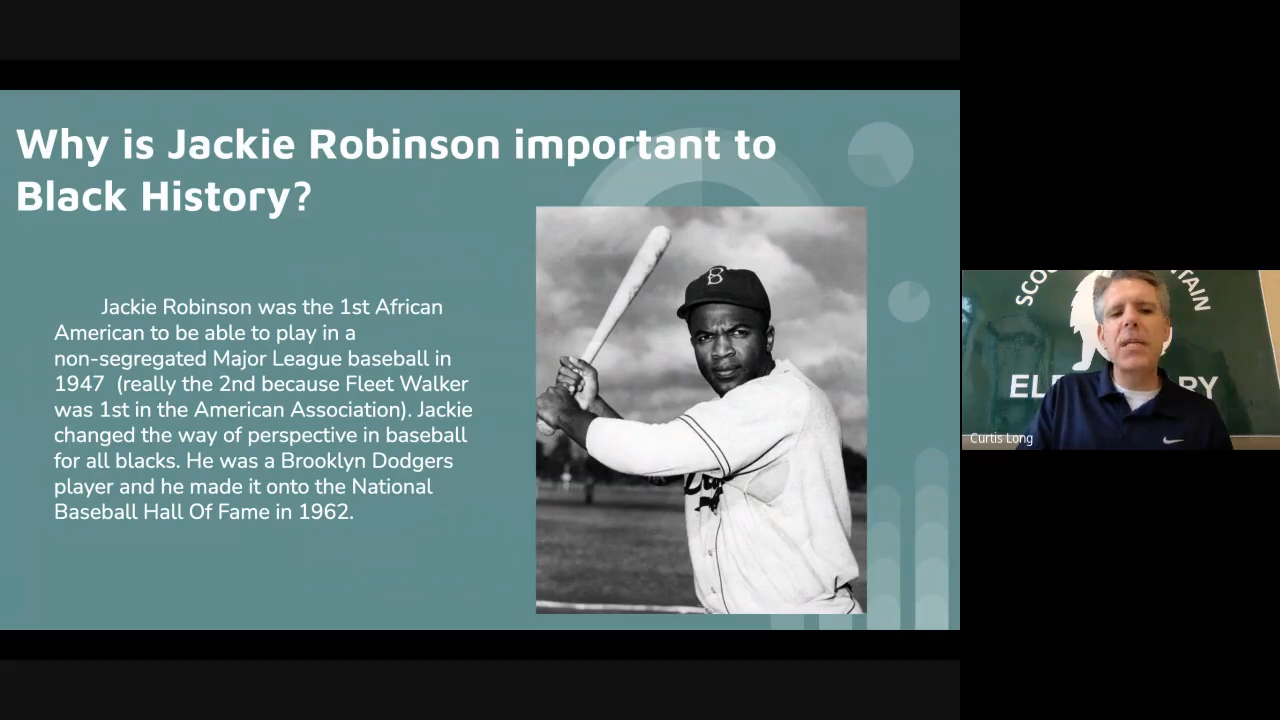 Why is Jackie Robinson important to
Black History?
Jackie Robinson was the 1st African
American to be able to play in a
non-segregated Major League baseball in
1947 (really the 2nd because Fleet Walker
was 1st in the American Association). Jackie
changed the way of perspective in baseball
for all blacks. He was a Brooklyn Dodgers
player and he made it onto the National
Baseball Hall Of Fame in 1962.
B
Curtis Long